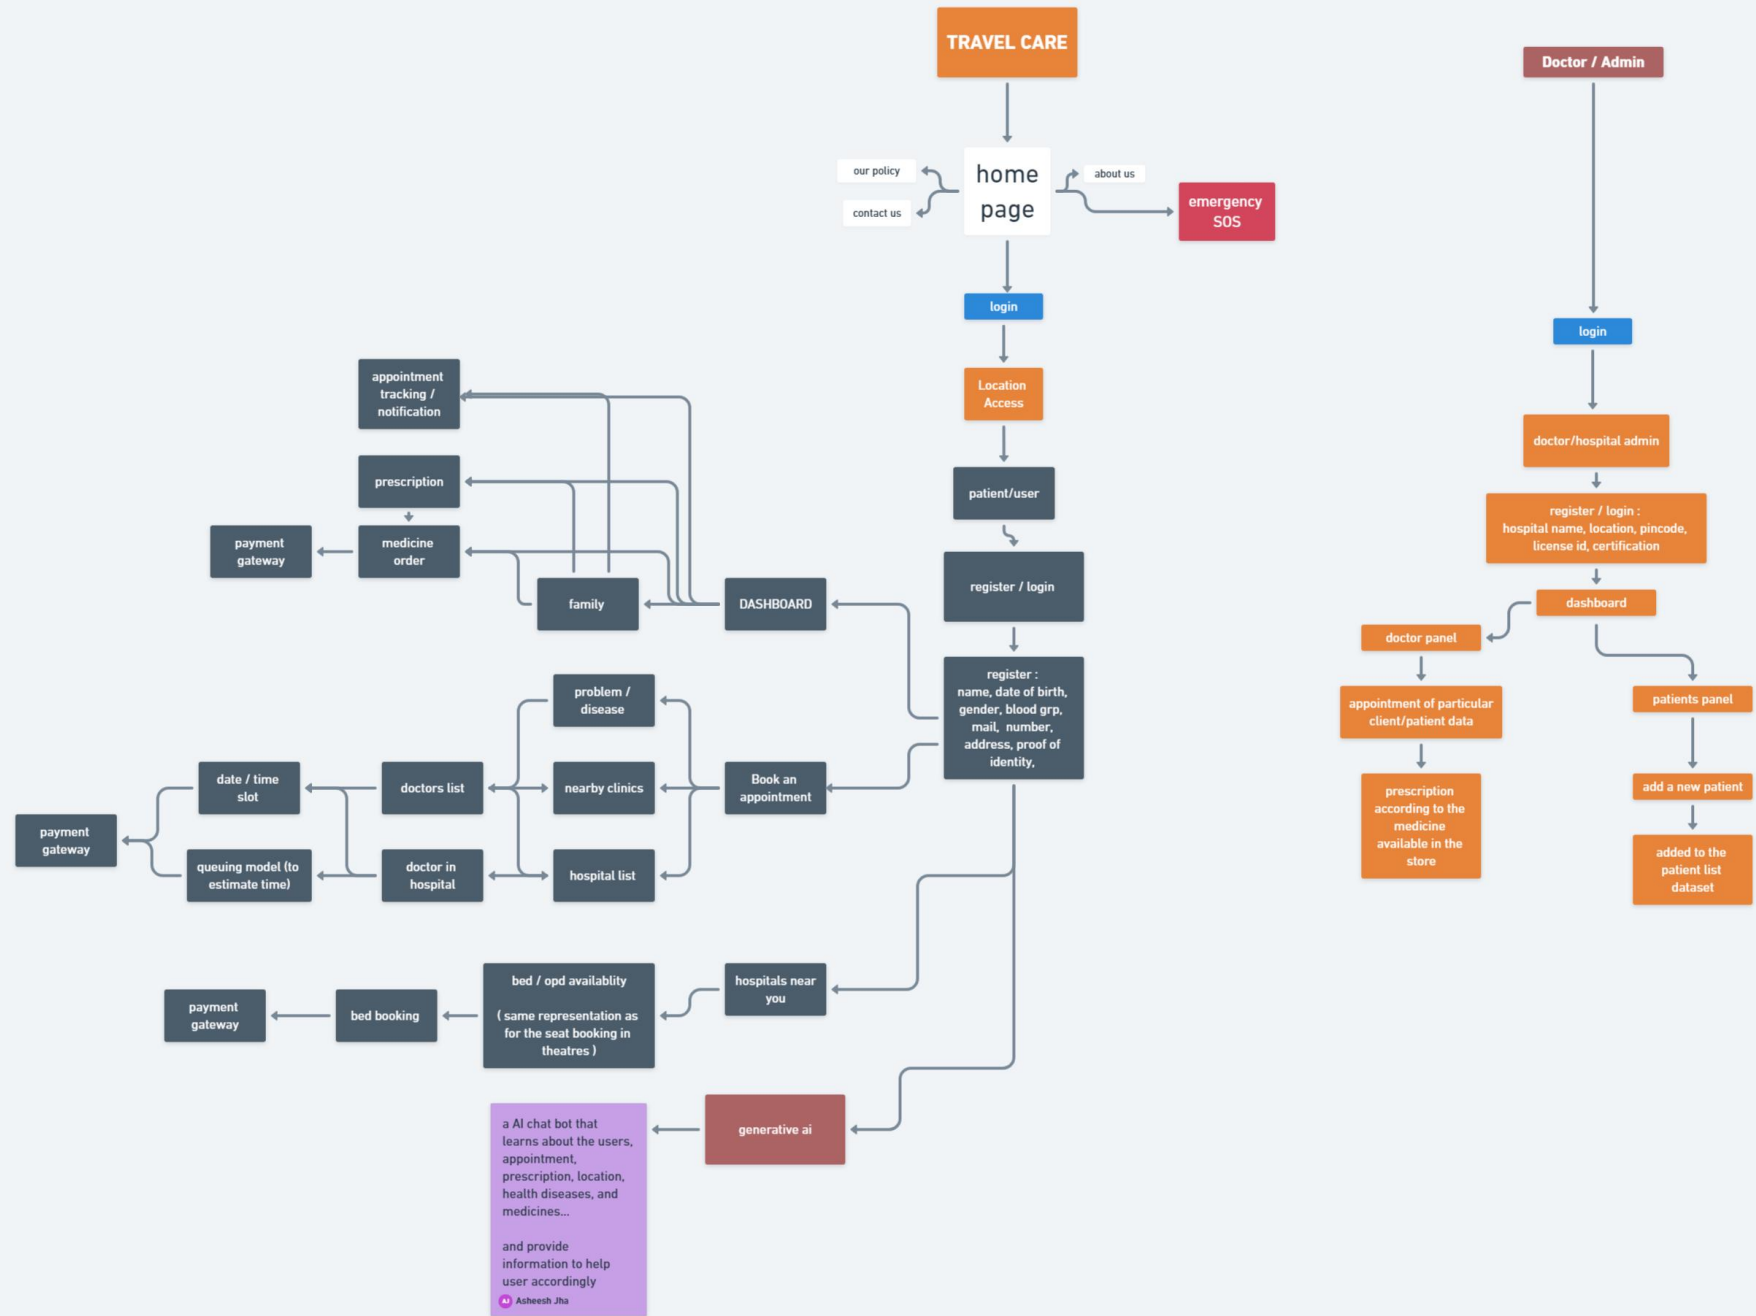 TRAVEL CARE
Doctor / Admin
our policy
contact us
home
page
about us
emergency
SOS
login
Location
Access
patient/user
register / login
register :
name, date of birth,
gender, blood grp,
mail,  number,
address, proof of
identity,
appointment
tracking /
notification
prescription
payment
gateway
medicine
order
family
DASHBOARD
problem /
disease
date / time
slot
doctors list
nearby clinics
Book an
appointment
payment
gateway
queuing model (to
estimate time)
doctor in
hospital
hospital list
payment
gateway
bed booking
bed / opd availablity
( same representation as
for the seat booking in
theatres )
hospitals near
you
generative ai
a AI chat bot that
learns about the users,
appointment,
prescription, location,
health diseases, and
medicines...
and provide
information to help
user accordingly
AJ Asheesh Jha
login
doctor/hospital admin
register / login :
hospital name, location, pincode,
license id, certification
dashboard
doctor panel
appointment of particular
client/patient data
prescription
according to the
medicine
available in the
store
patients panel
add a new patient
added to the
patient list
dataset